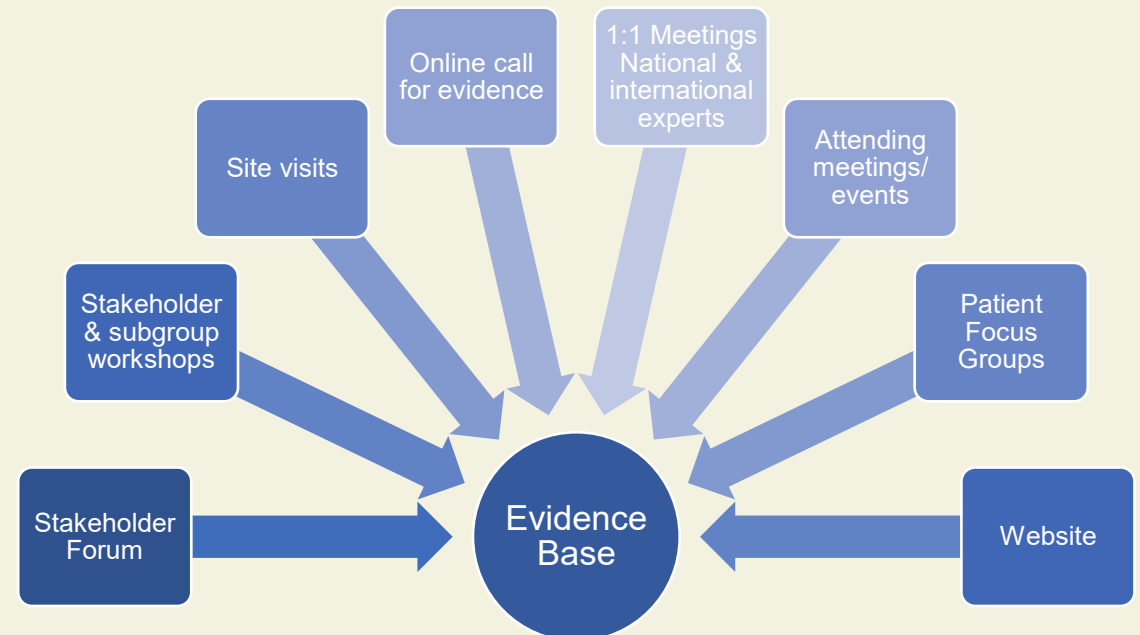 Stakeholder
Forum
Stakeholder
& subgroup
workshops
Site visits
Online call
for evidence
1:1 Meetings
National &
international
experts
Attending
meetings/
events
Patient
Focus
Groups
Website
Evidence
Base